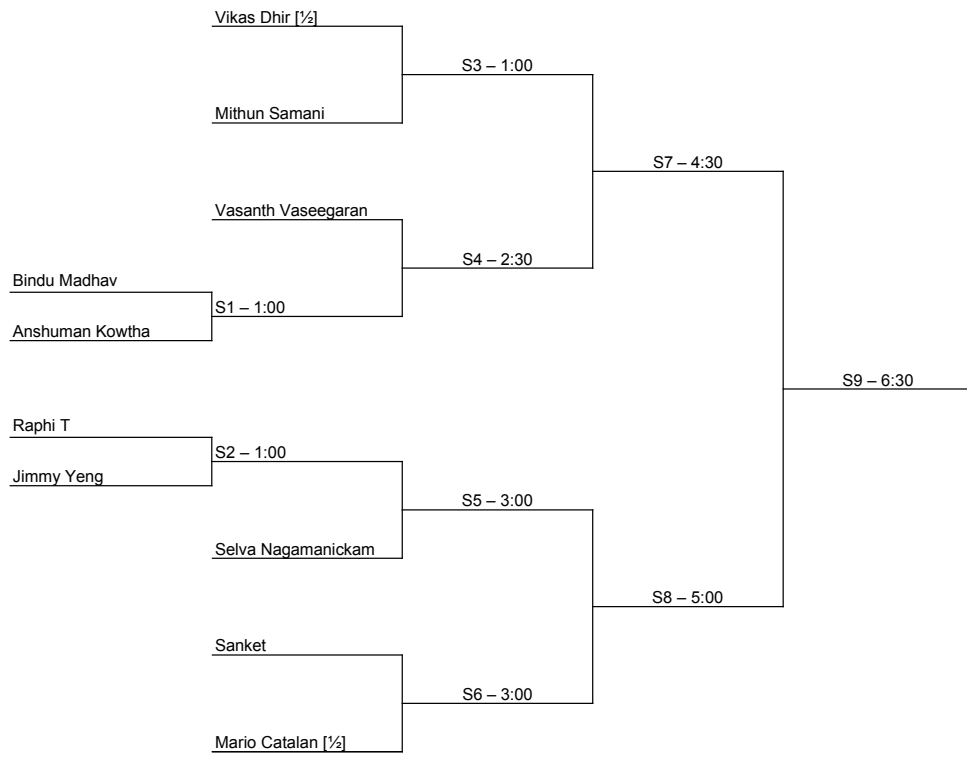 Vikas Dhir [½]
S3 – 1:00
Mithun Samani
S7 – 4:30
Vasanth Vaseegaran
S4 – 2:30
Bindu Madhav
S1 – 1:00
Anshuman Kowtha
S9 – 6:30
Raphi T
S2 – 1:00
Jimmy Yeng
S5 – 3:00
Selva Nagamanickam
S8 – 5:00
Sanket
S6 – 3:00
Mario Catalan [½]